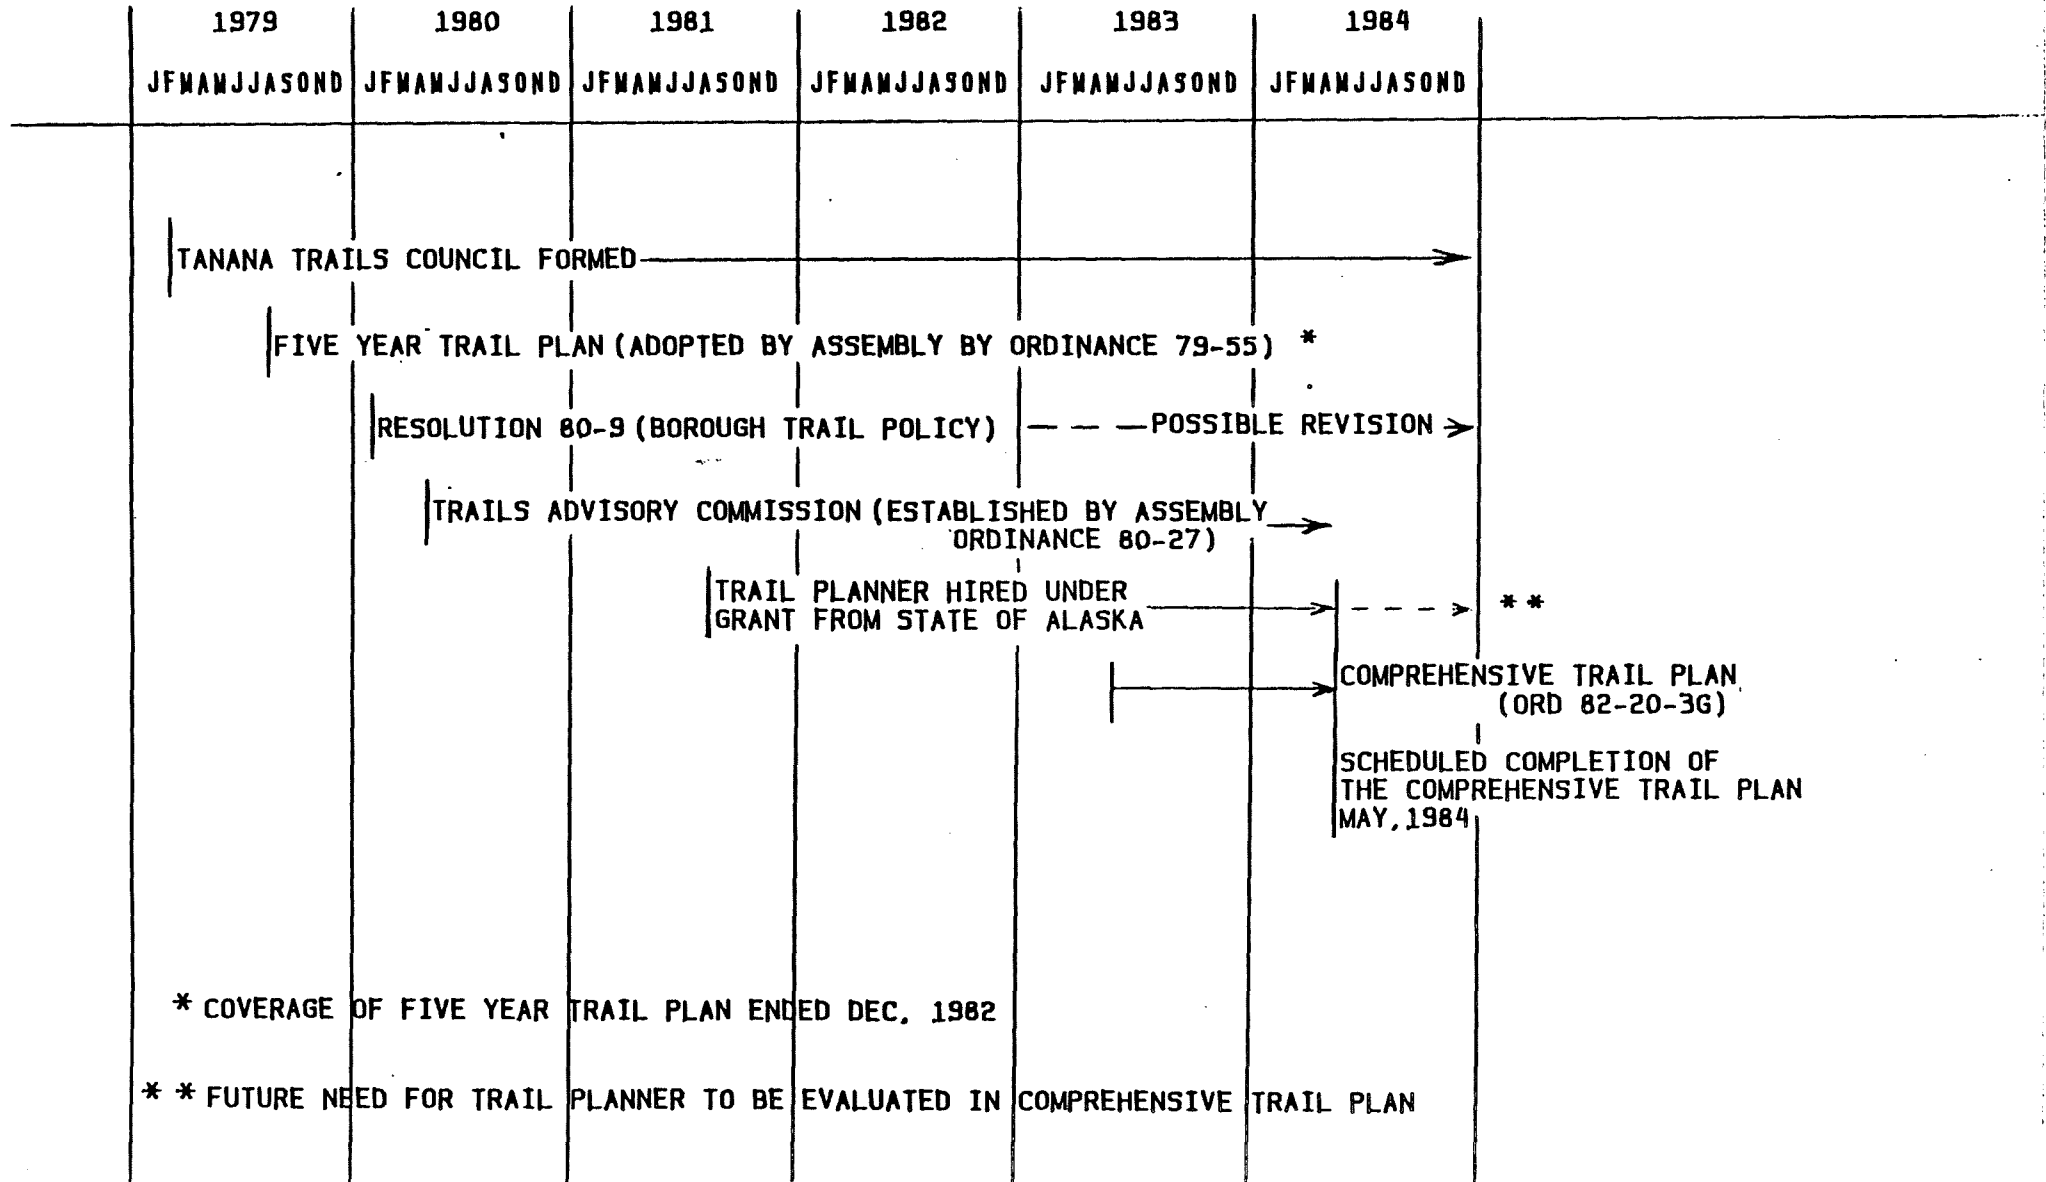 1979 1980 1981 1982 1983 1984
JFMAMJJASOND JFMAMJJASOND JFMAMJJASOND JFMAMJJASOND JFMAMJJASOND JFMAMJJASOND
TANANA TRAILS COUNCIL FORMED
FIVE YEAR TRAIL PLAN (ADOPTED BY ASSEMBLY BY ORDINANCE 79-55) *
RESOLUTION 80-9 (BOROUGH TRAIL POLICY) POSSIBLE REVISION
TRAILS ADVISORY COMMISSION (ESTABLISHED BY ASSEMBLY
ORDINANCE 80-27)
TRAIL PLANNER HIRED UNDER
GRANT FROM STATE OF ALASKA
* *
COMPREHENSIVE TRAIL PLAN
(ORD 82-20-3G)
SCHEDULED COMPLETION OF
THE COMPREHENSIVE TRAIL PLAN
MAY, 1984
* COVERAGE OF FIVE YEAR TRAIL PLAN ENDED DEC. 1982
* * FUTURE NEED FOR TRAIL PLANNER TO BE EVALUATED IN COMPREHENSIVE TRAIL PLAN